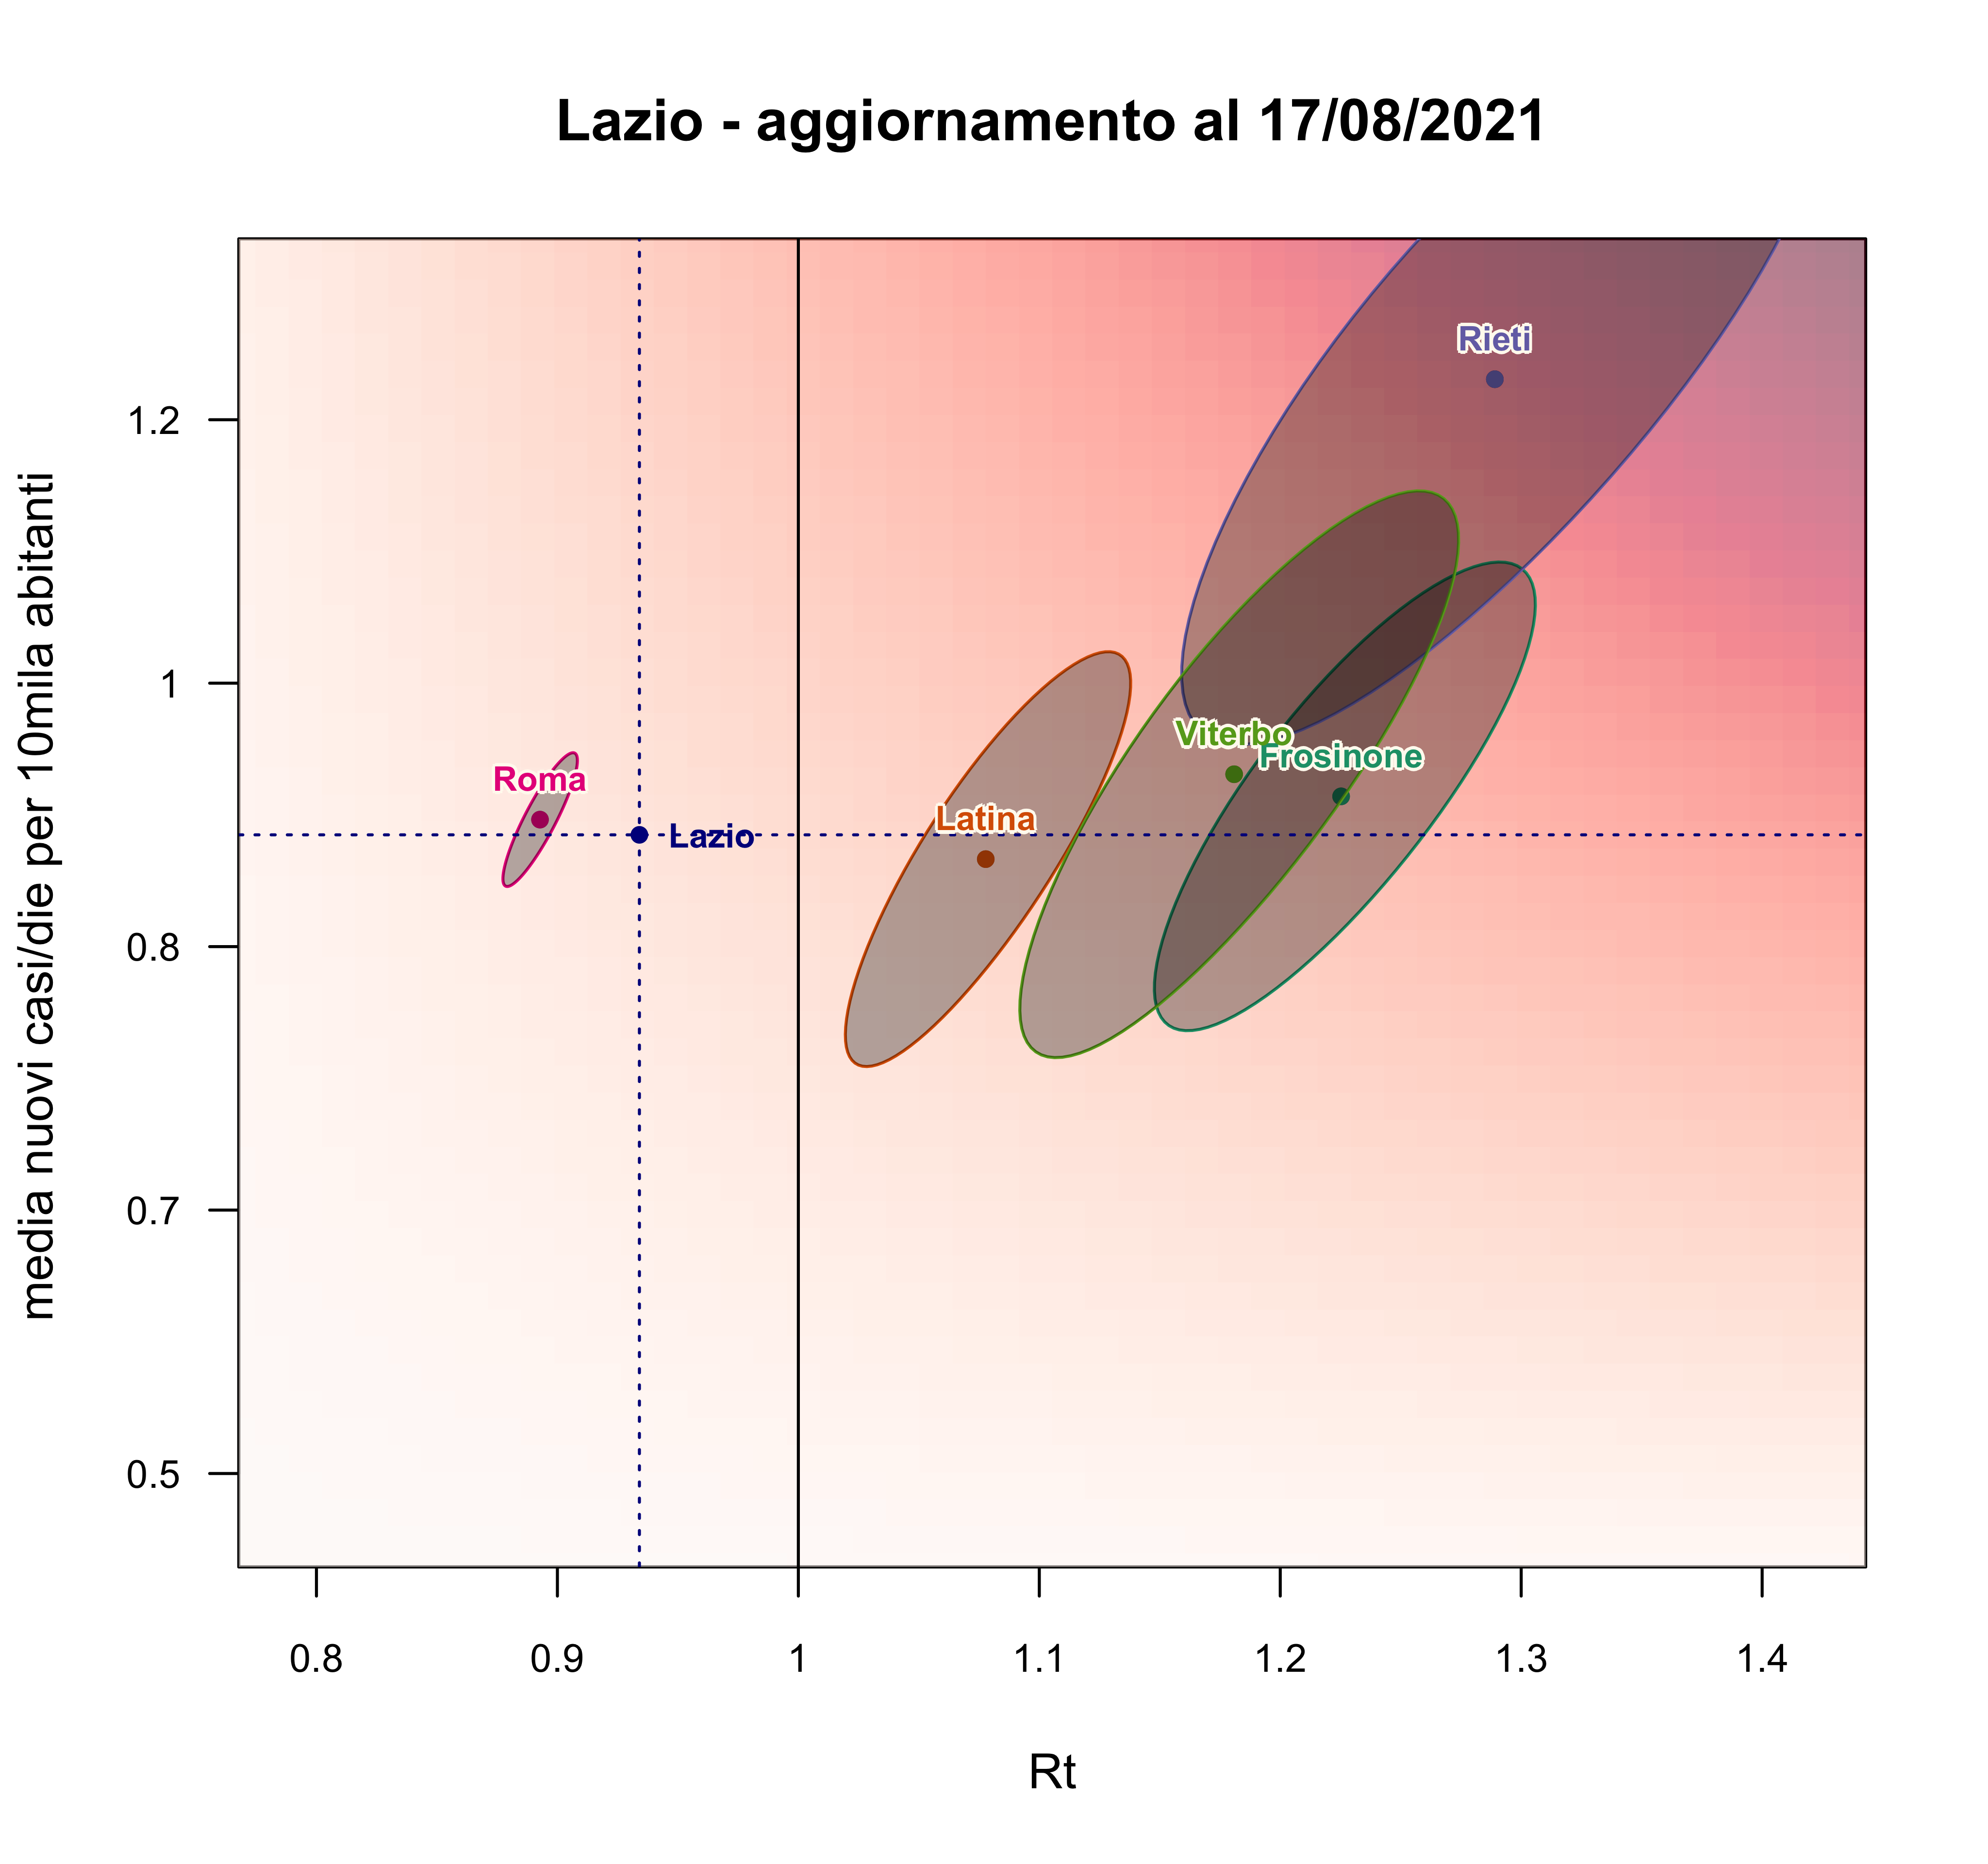 Lazio - aggiornamento al 17/08/2021
media nuovi casi/die per 10mila abitanti
1.2
1
0.8
0.7
0.5
Rieti
Viterbo
Frosinone
Roma
Latina
Lazio
0.8
0.9
1
1.1
1.2
1.3
1.4
Rt